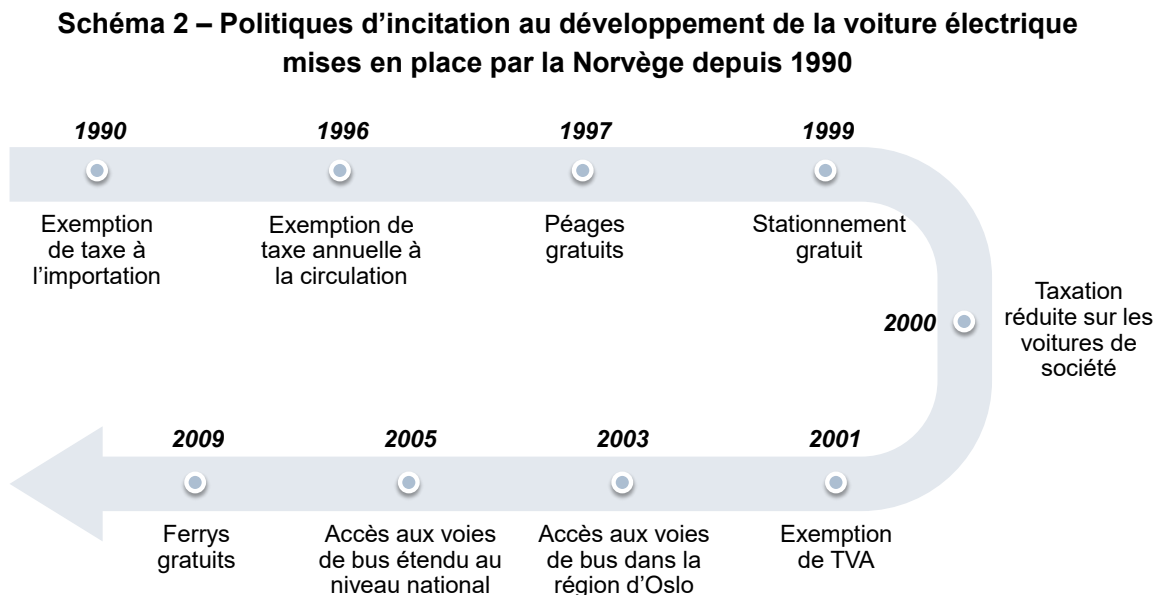 Schéma 2 – Politiques d’incitation au développement de la voiture électrique
mises en place par la Norvège depuis 1990
1990
Exemption
de taxe à
l’importation
1996
Exemption de
taxe annuelle à
la circulation
1997
Péages
gratuits
1999
Stationnement
gratuit
2000
Taxation
réduite sur les
voitures de
société
2001
Exemption
de TVA
2003
Accès aux voies
de bus dans la
région d’Oslo
2005
Accès aux voies
de bus étendu au
niveau national
2009
Ferrys
gratuits